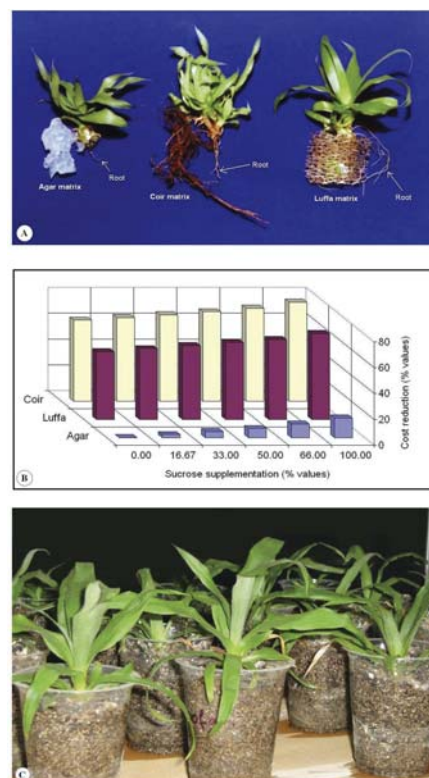 Root
Root
Agar matrix
Coir matrix
Luffa matrix
Root
A
80
60
40
20
0
Cost reduction (% values)
Coir
Luffa
Agar
0.00 16.67 33.00 50.00 66.00 100.00
Sucrose supplementation (% values)
B
C